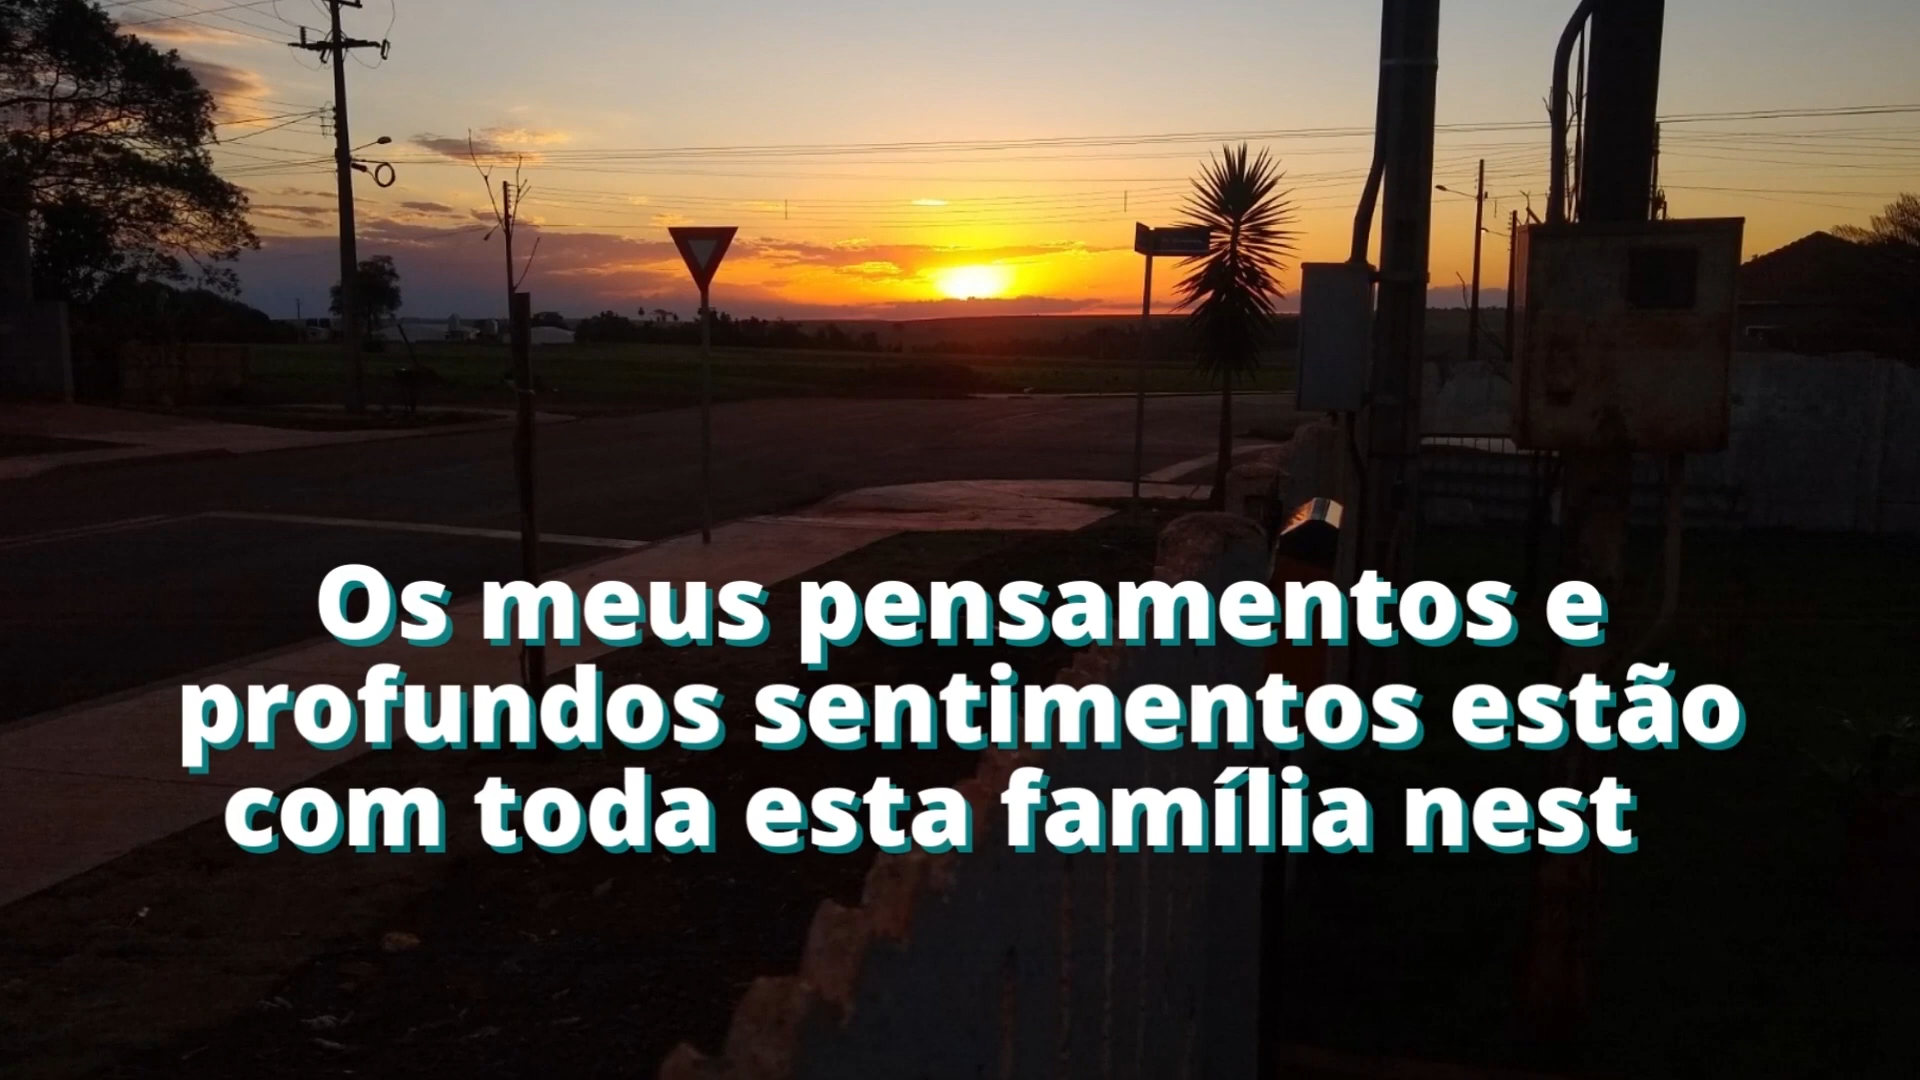 Os meus pensamentos e
profundos sentimentos estão
com toda esta família nest